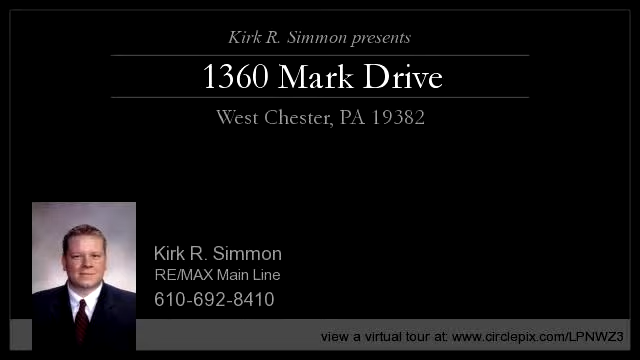 Kirk R. Simmon presents
1360 Mark Drive
West Chester, PA 19382
Kirk R. Simmon
RE/MAX Main Line
610-692-8410
view a virtual tour at: www.circlepix.com/LPNWZ3